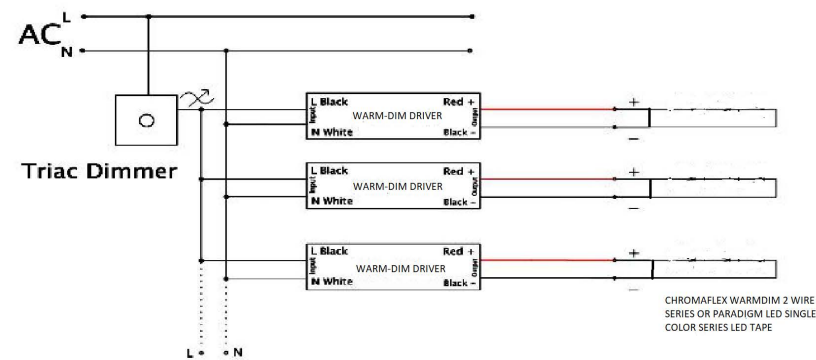 AC
L
N
Triac Dimmer
L Black
Red +
Input
WARM-DIM DRIVER
Output
N White
Black -
+
-
L Black
Red +
Input
WARM-DIM DRIVER
Output
N White
Black -
+
-
L Black
Red +
Input
WARM-DIM DRIVER
Output
N White
Black -
+
-
CHROMAFLEX WARMDIM 2 WIRE
SERIES OR PARADIGM LED SINGLE
COLOR SERIES LED TAPE
L
N